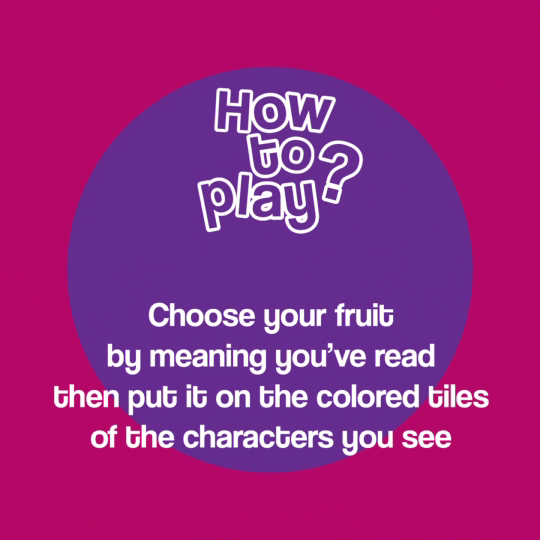 How
to
play?
Choose your fruit
by meaning you've read
then put it on the colored tiles
of the characters you see